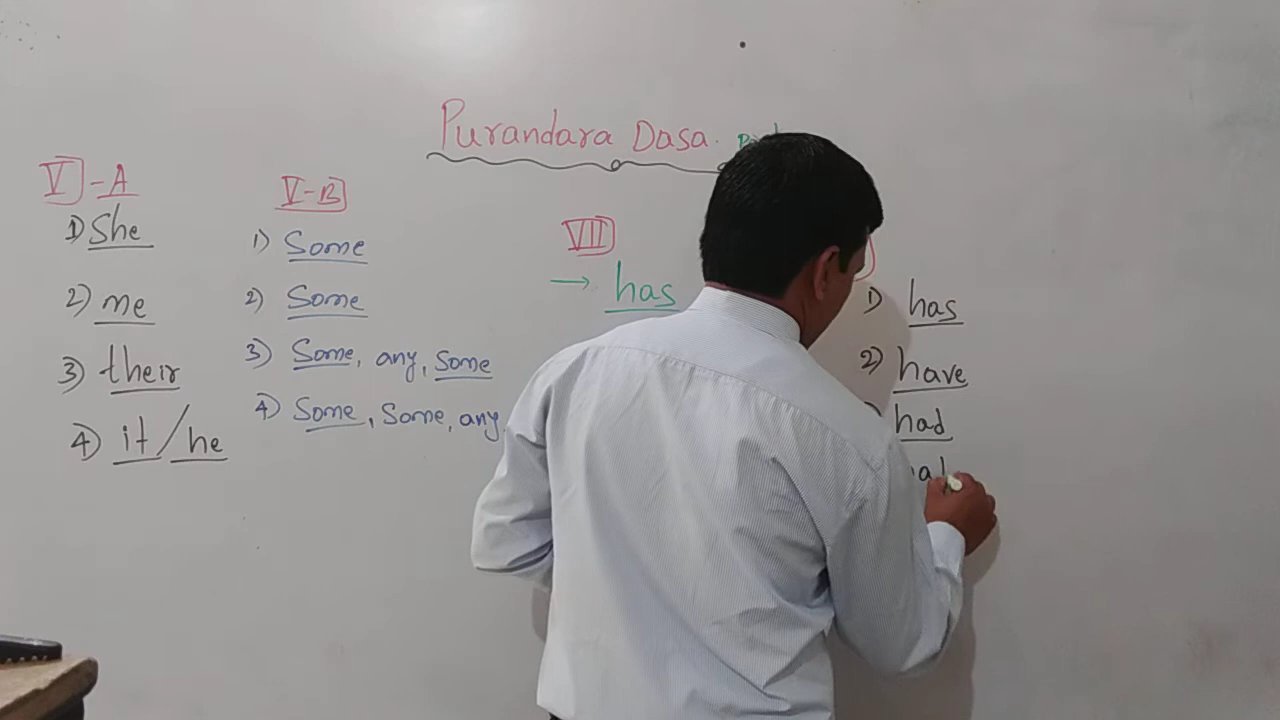 Purandara Dasa.
V - A
1) She
2) me
3) their
4) it / he
V - B
1) Some
2) Some
3) Some, any, Some
4) Some, Some, any
VII
→ has
1) has
2) have
had